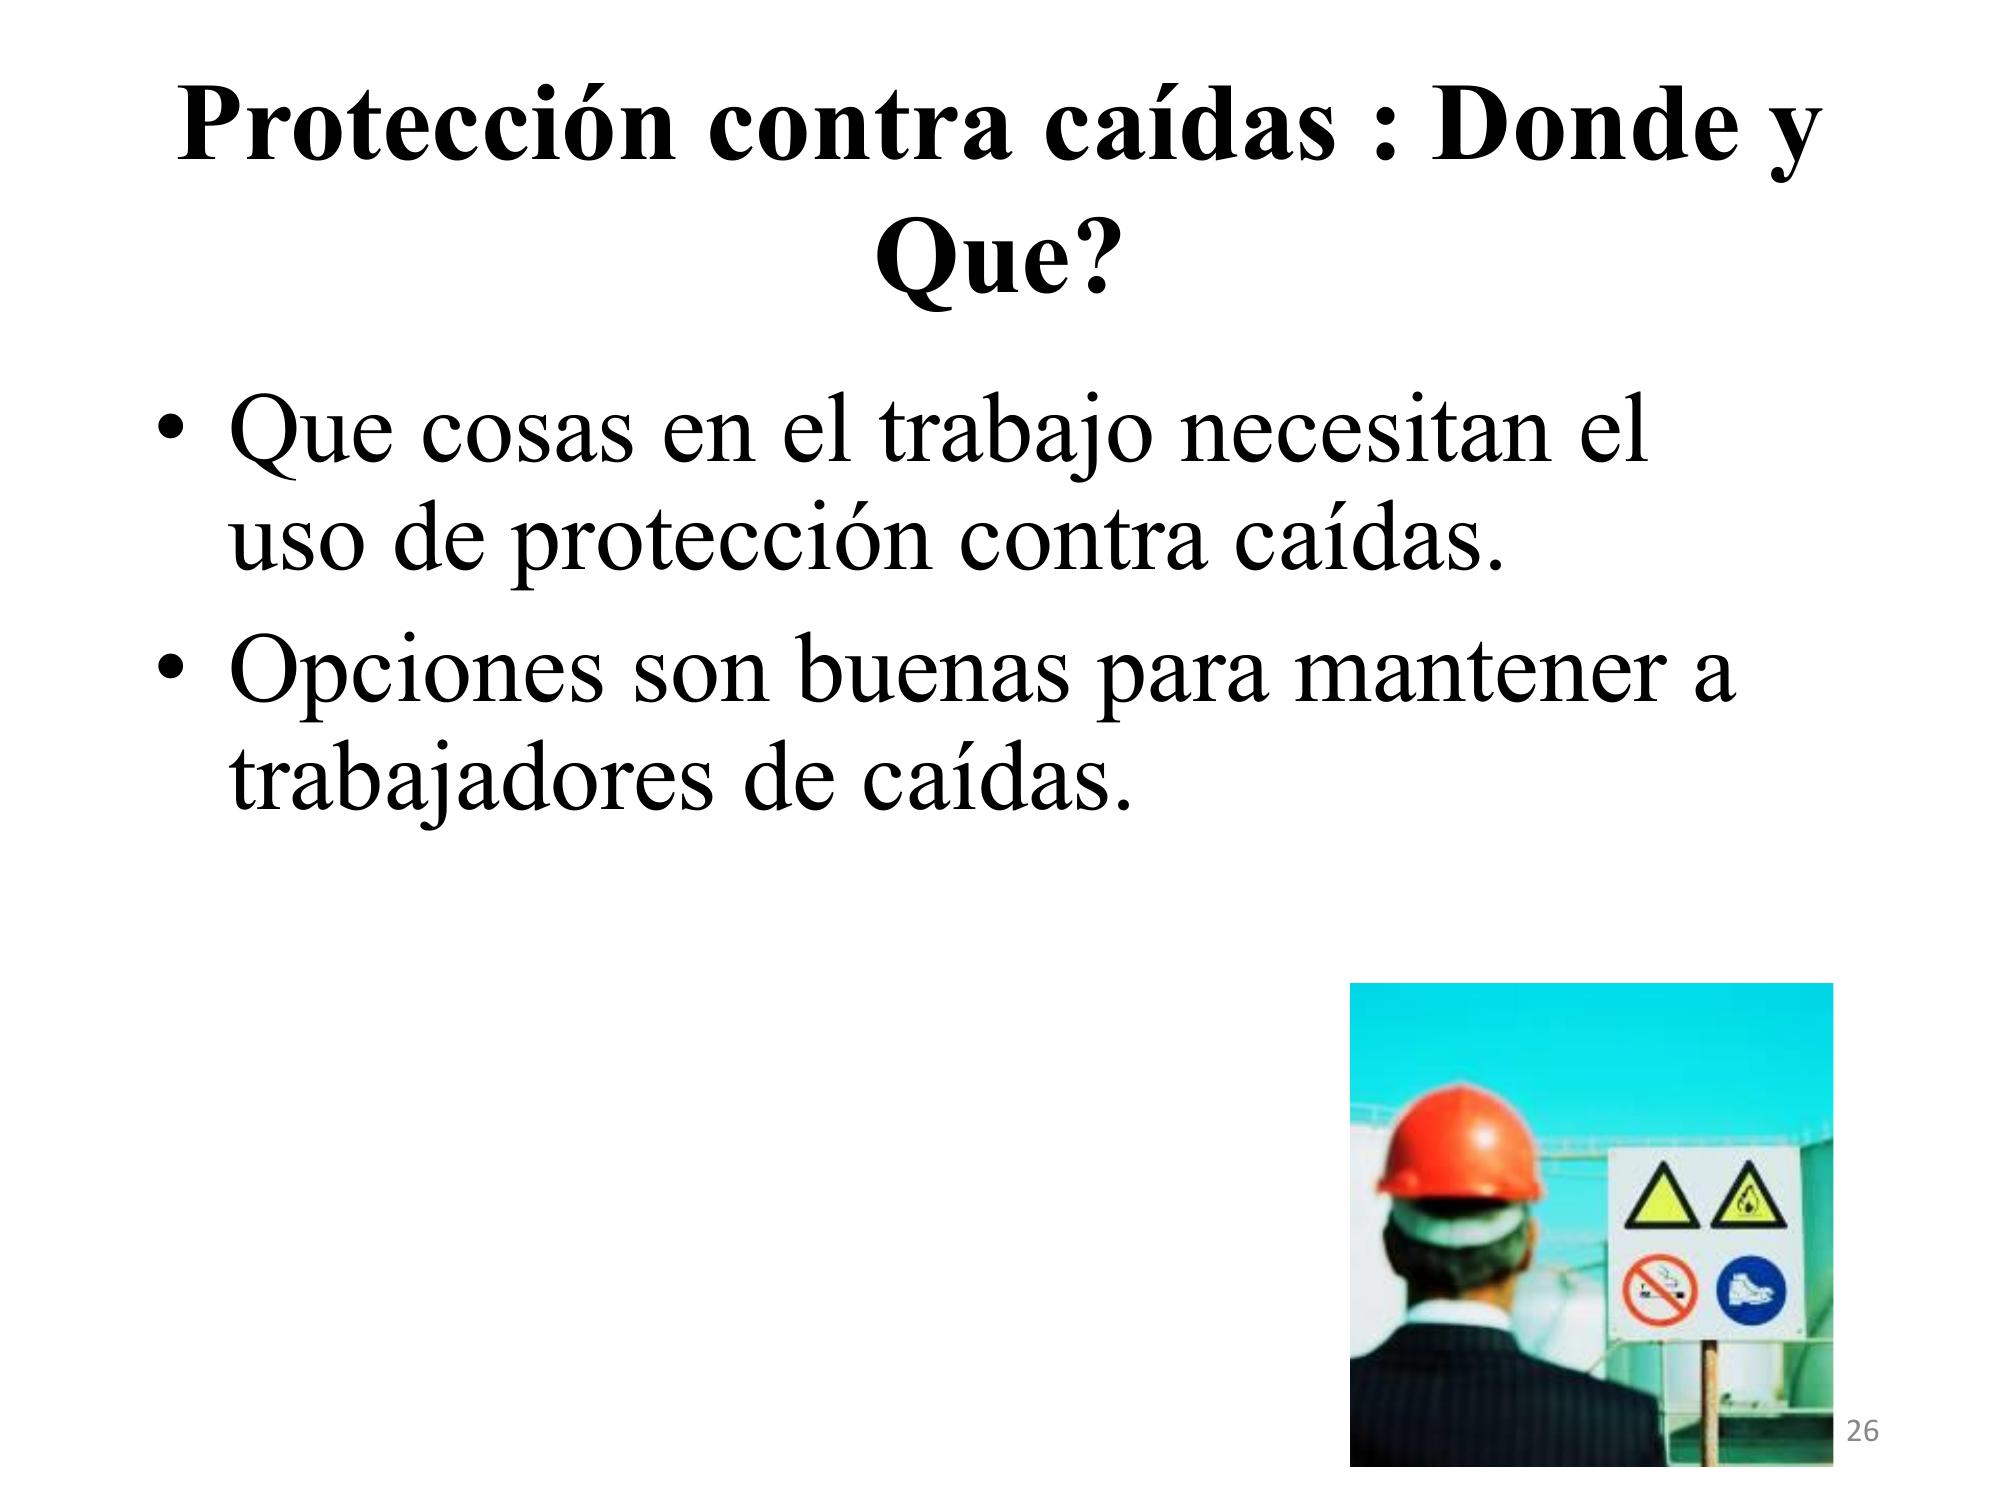 Protección contra caídas : Donde y
Que?
• Que cosas en el trabajo necesitan el
uso de protección contra caídas.
• Opciones son buenas para mantener a
trabajadores de caídas.
26